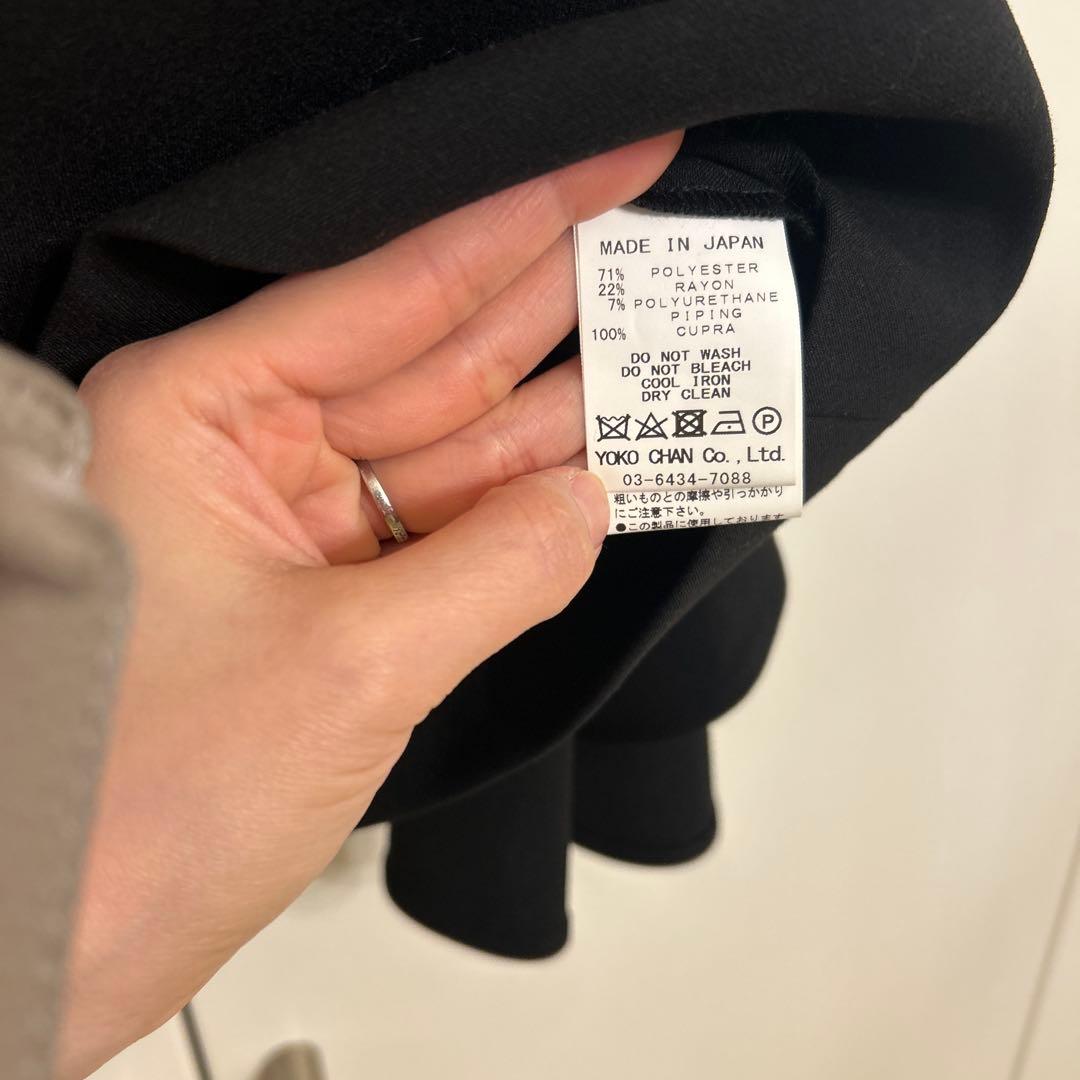 MADE IN JAPAN
71% POLYESTER
22% RAYON
7% POLYURETHANE
PIPING
100% CUPRA
DO NOT WASH
DO NOT BLEACH
COOL IRON
DRY CLEAN
P
YOKO CHAN Co., Ltd.
03-6434-7088
粗いものとの摩擦や引っかかり
にご注意下さい。
●この製品に使用しております